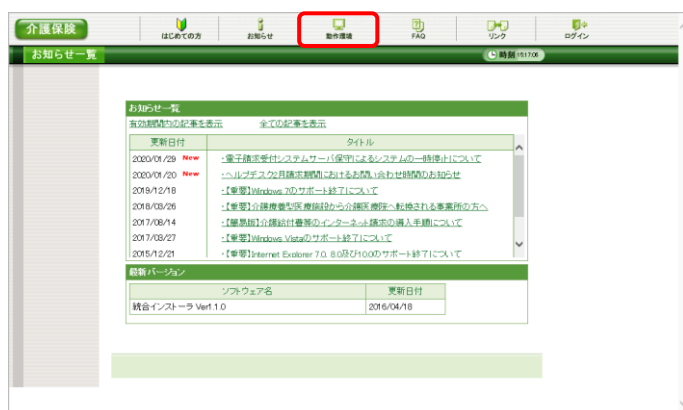 介護保険
はじめての方
お知らせ
動作環境
FAQ
リンク
ログイン
お知らせ一覧
時刻 15:17:06
お知らせ一覧
有効期間内の記事を表示 全ての記事を表示
更新日付 タイトル
2020/01/29 New ・電子請求受付システムサーバ保守によるシステムの一時停止について
2020/01/20 New ・ヘルプデスク2月請求期間におけるお問い合わせ時間のお知らせ
2019/12/18 ・【重要】Windows 7のサポート終了について
2018/03/26 ・【重要】介護療養型医療施設から介護医療院へ転換される事業所の方へ
2017/08/14 ・【簡易版】介護給付費等のインターネット請求の導入手順について
2017/03/27 ・【重要】Windows Vistaのサポート終了について
2015/12/21 ・【重要】Internet Explorer 7.0, 8.0及び10.0のサポート終了について
最新バージョン
ソフトウェア名 更新日付
統合インストーラ Ver1.1.0 2016/04/18